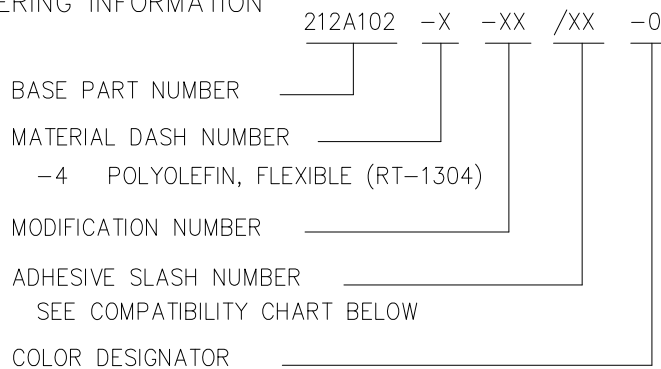 ERING INFORMATION
212A102 -X -XX /XX -0
BASE PART NUMBER
MATERIAL DASH NUMBER
-4 POLYOLEFIN, FLEXIBLE (RT-1304)
MODIFICATION NUMBER
ADHESIVE SLASH NUMBER
SEE COMPATIBILITY CHART BELOW
COLOR DESIGNATOR